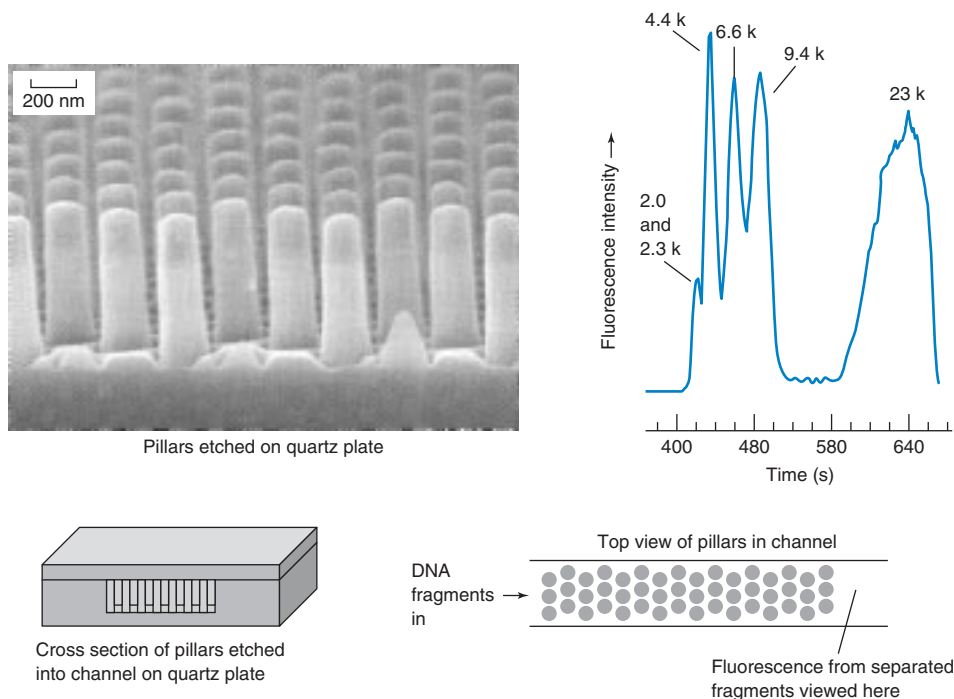 200 nm
Pillars etched on quartz plate
4.4 k
6.6 k
9.4 k
23 k
2.0
and
2.3 k
Fluorescence intensity
400
480
580
640
Time (s)
Cross section of pillars etched
into channel on quartz plate
Top view of pillars in channel
DNA
fragments
in
Fluorescence from separated
fragments viewed here